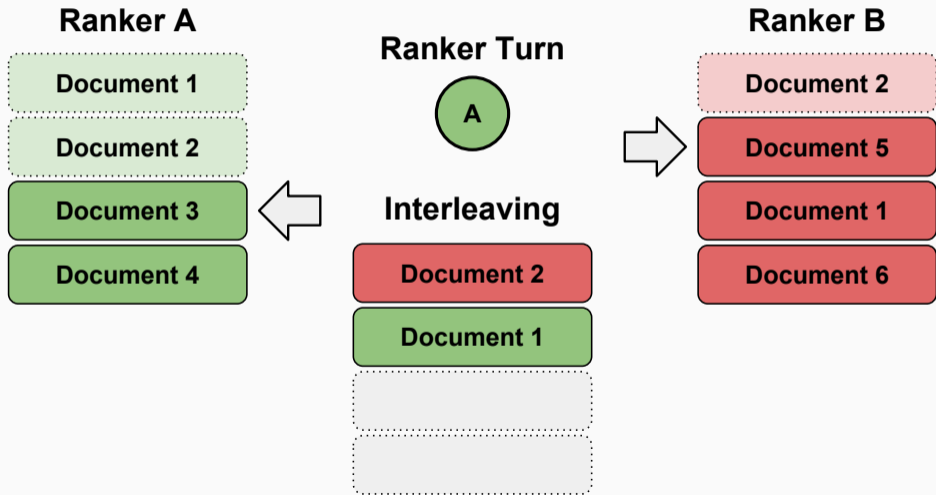 Ranker A
Document 1
Document 2
Document 3
Document 4
Ranker Turn
A
Interleaving
Document 2
Document 1
Ranker B
Document 2
Document 5
Document 1
Document 6